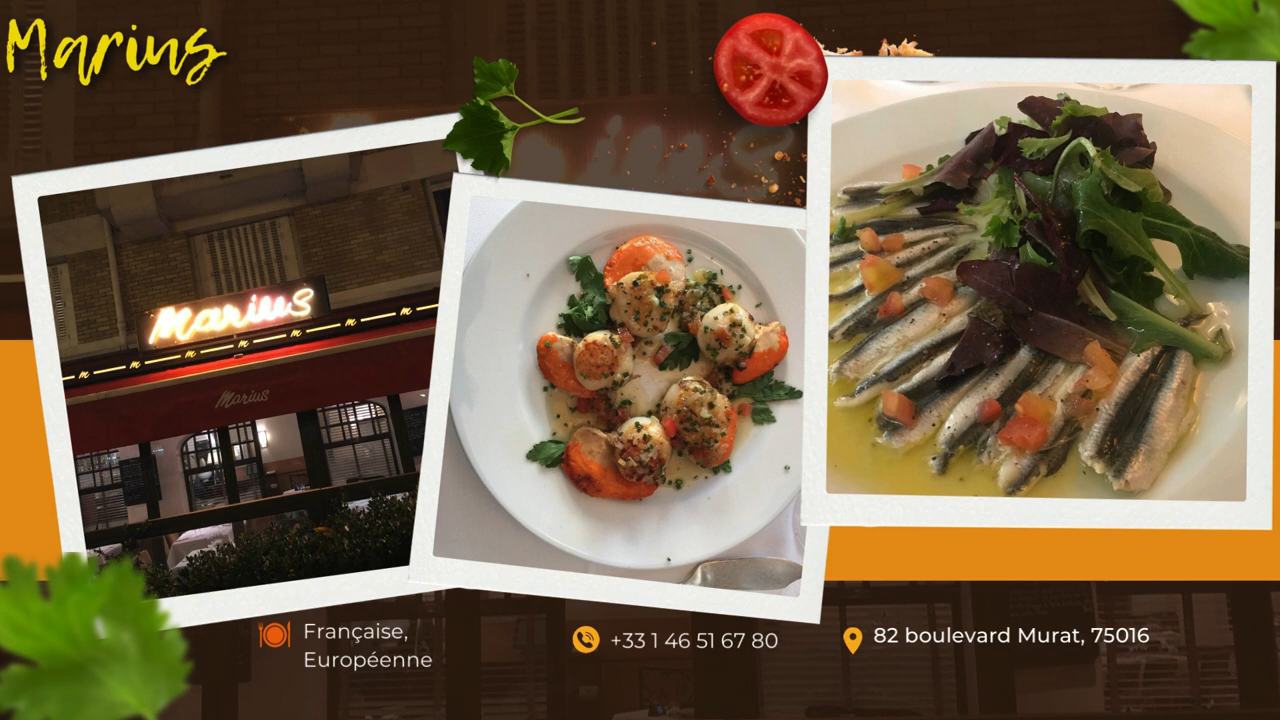 Marius
Marius
m m m m m m
Marius
Française,
Européenne
+33 1 46 51 67 80
82 boulevard Murat, 75016